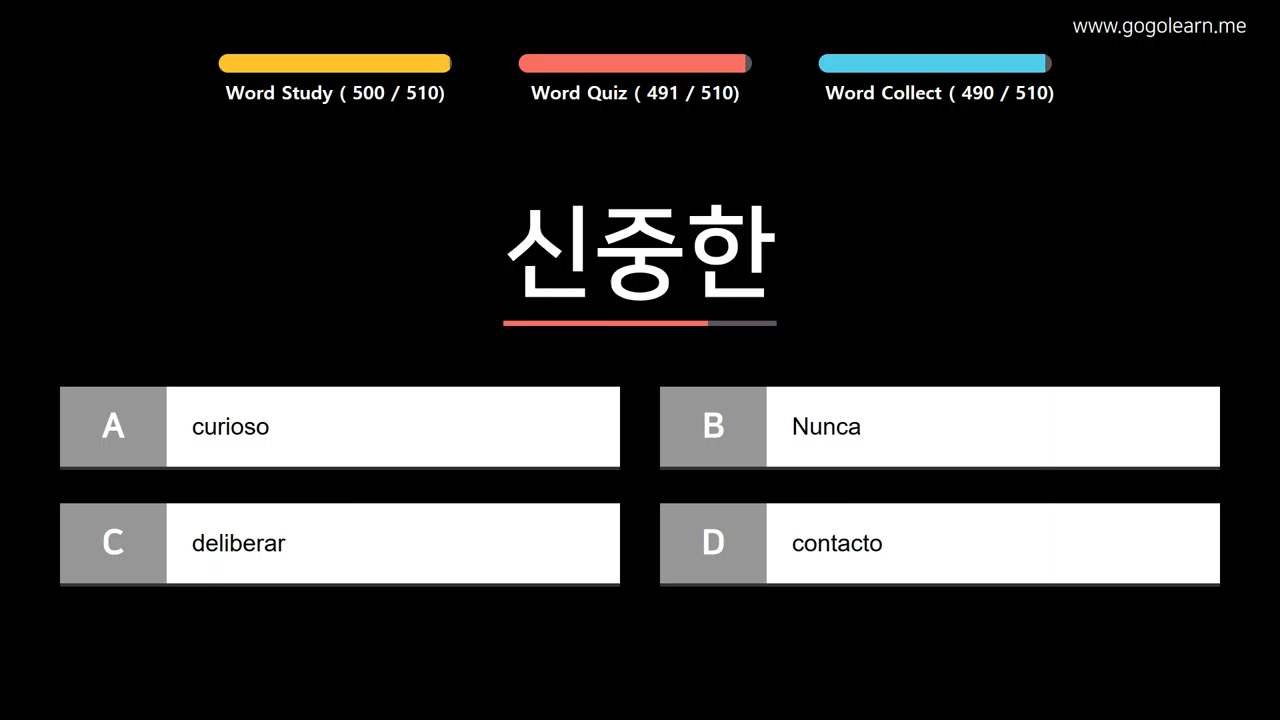 www.gogolearn.me
Word Study ( 500 / 510)
Word Quiz ( 491 / 510)
Word Collect ( 490 / 510)
신중한
A curioso
B Nunca
C deliberar
D contacto